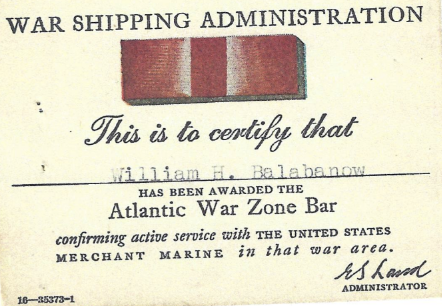 WAR SHIPPING ADMINISTRATION
This is to certify that
William H. Balabanow
HAS BEEN AWARDED THE
Atlantic War Zone Bar
confirming active service with THE UNITED STATES
MERCHANT MARINE in that war area.
E S Land
ADMINISTRATOR
16—35373-1